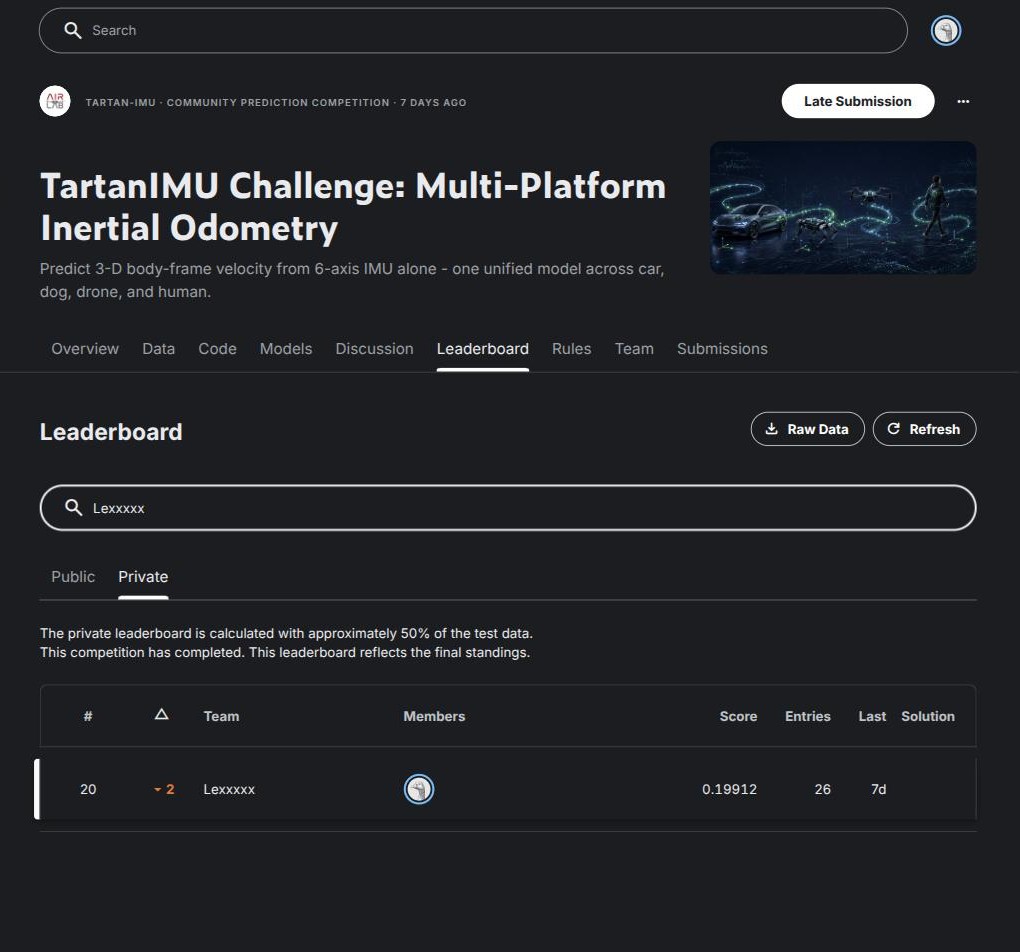 Search
AIR LAB
TARTAN-IMU · COMMUNITY PREDICTION COMPETITION · 7 DAYS AGO
Late Submission
TartanIMU Challenge: Multi-Platform
Inertial Odometry
Predict 3-D body-frame velocity from 6-axis IMU alone - one unified model across car,
dog, drone, and human.
Overview Data Code Models Discussion Leaderboard Rules Team Submissions
Leaderboard
Raw Data Refresh
Lexxxxx
Public Private
The private leaderboard is calculated with approximately 50% of the test data.
This competition has completed. This leaderboard reflects the final standings.
# △ Team Members Score Entries Last Solution
20 2 Lexxxxx 0.19912 26 7d